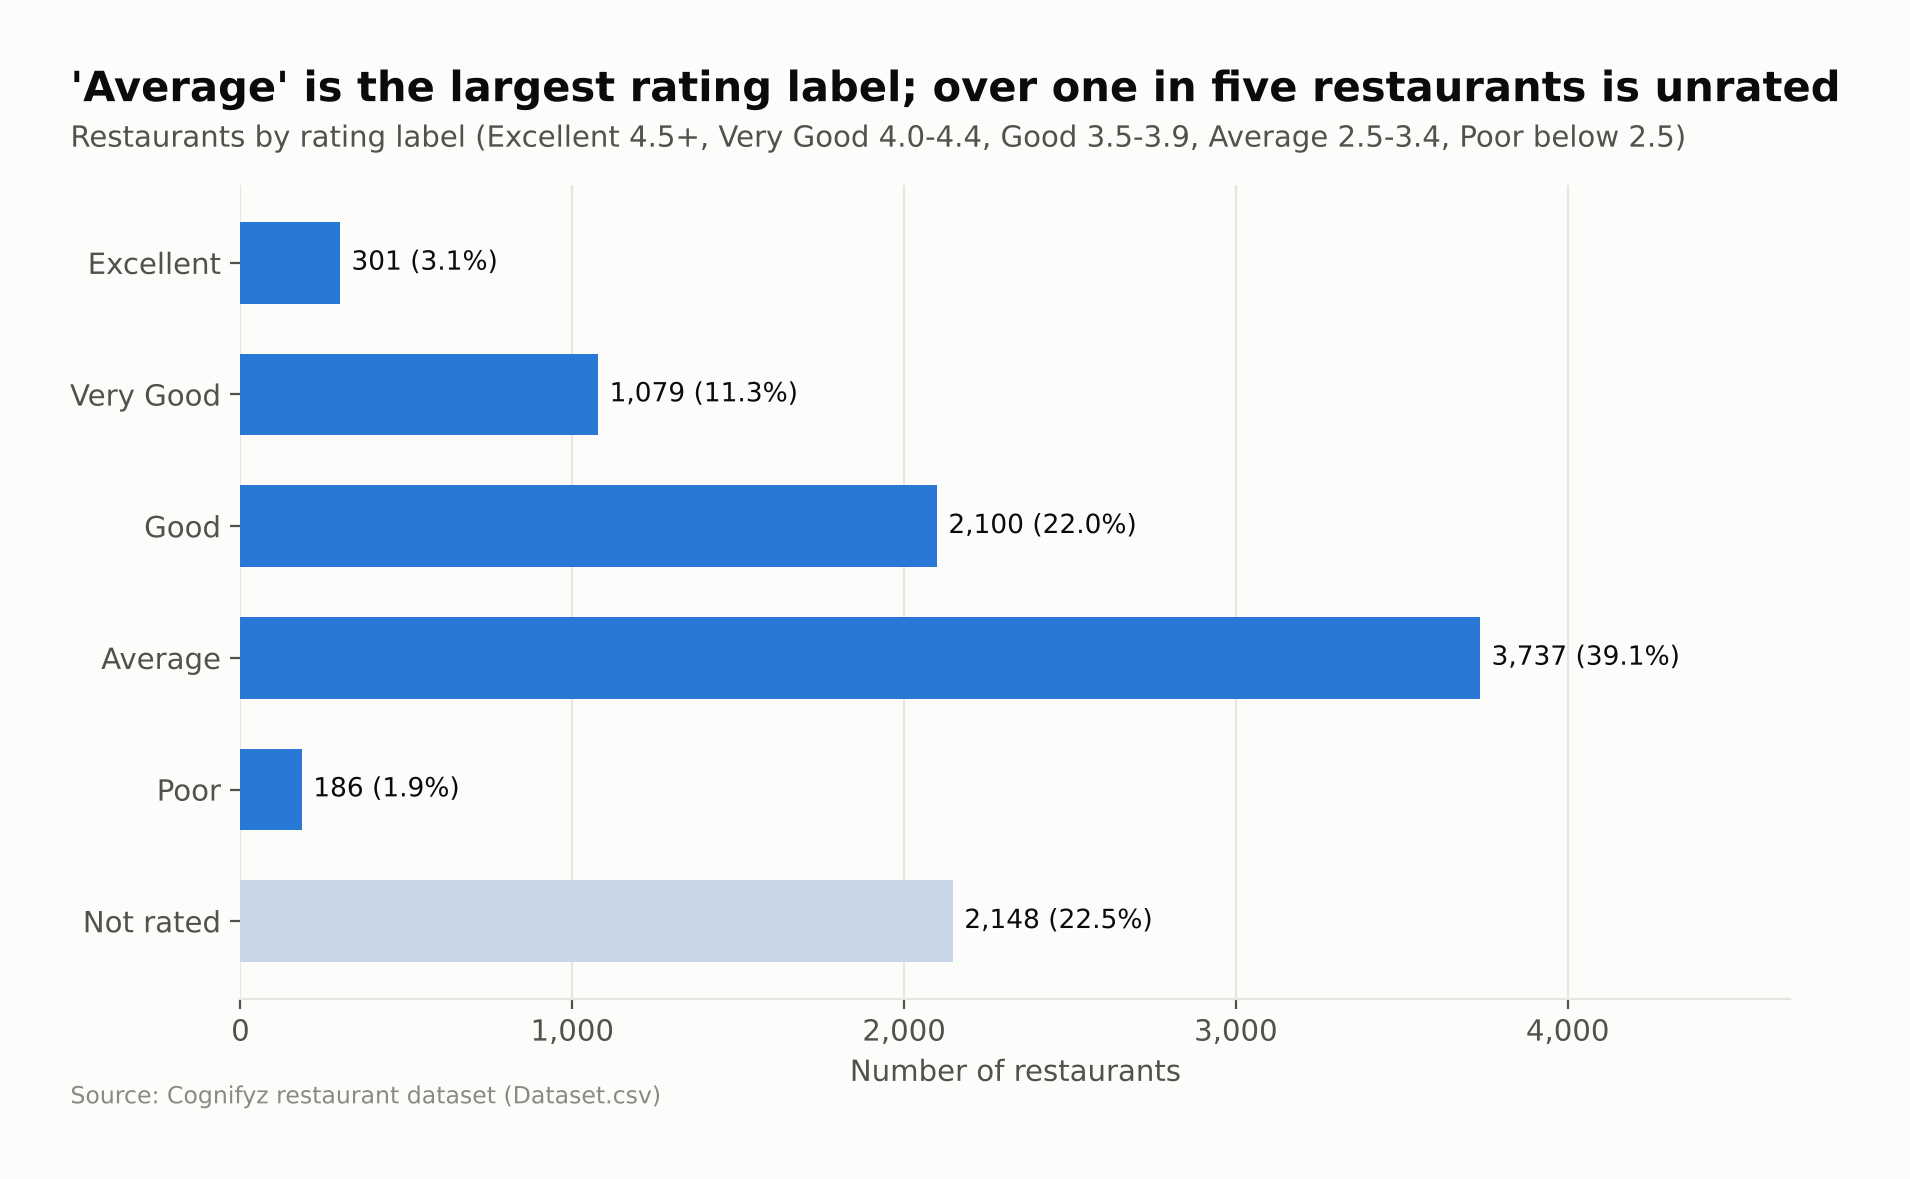 'Average' is the largest rating label; over one in five restaurants is unrated
Restaurants by rating label (Excellent 4.5+, Very Good 4.0-4.4, Good 3.5-3.9, Average 2.5-3.4, Poor below 2.5)
Excellent 301 (3.1%)
Very Good 1,079 (11.3%)
Good 2,100 (22.0%)
Average 3,737 (39.1%)
Poor 186 (1.9%)
Not rated 2,148 (22.5%)
0 1,000 2,000 3,000 4,000
Number of restaurants
Source: Cognifyz restaurant dataset (Dataset.csv)